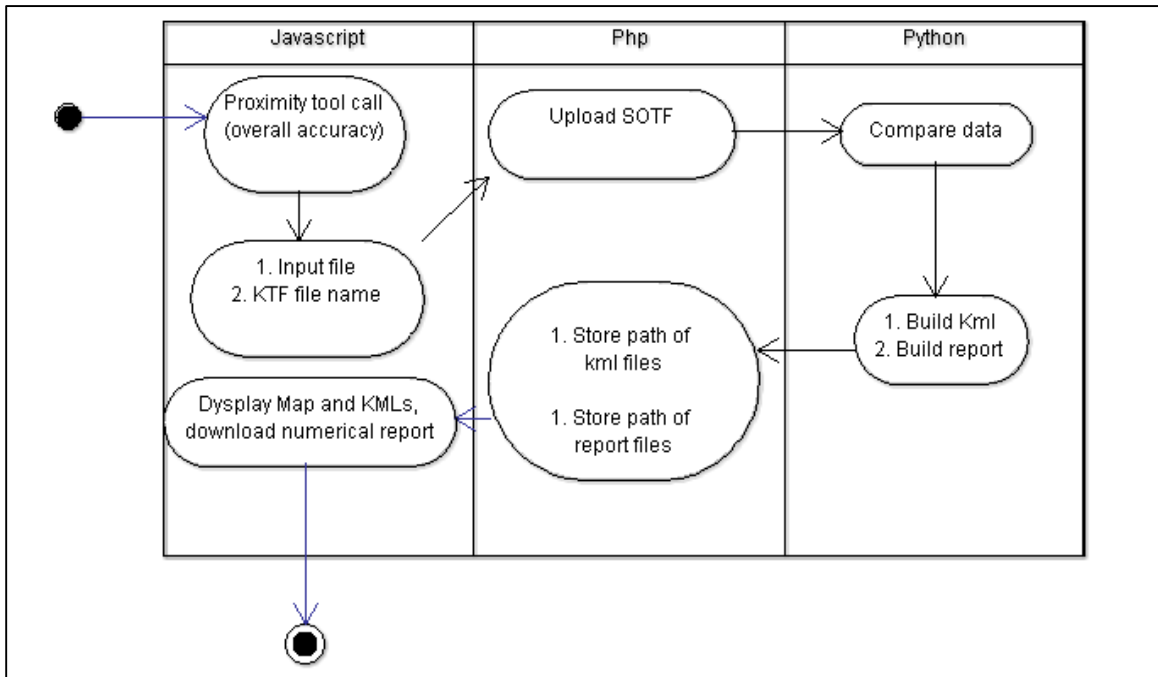 Javascript
Php
Python
Proximity tool call
(overall accuracy)
Upload SOTF
Compare data
1. Input file
2. KTF file name
1. Build Kml
2. Build report
1. Store path of
kml files
1. Store path of
report files
Dysplay Map and KMLs,
download numerical report